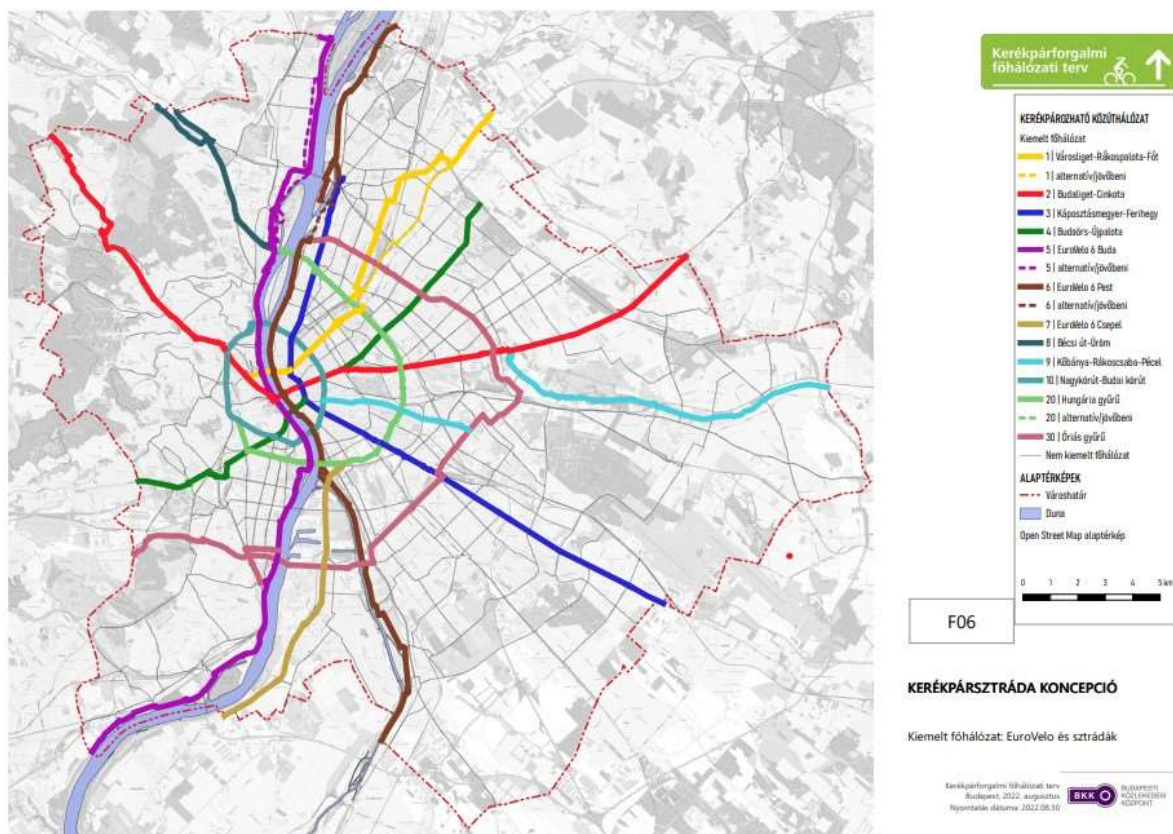 Kerékpárforgalmi
főhálózati terv
KERÉKPÁROZHATÓ KÖZÚTHÁLÓZAT
Kiemelt főhálózat
1 | Városliget-Rákospalota-Fót
1 | alternatív/jövőbeni
2 | Budaliget-Cinkota
3 | Káposztásmegyer-Ferihegy
4 | Budaörs-Újpalota
5 | EuroVelo 6 Buda
5 | alternatív/jövőbeni
6 | EuroVelo 6 Pest
6 | alternatív/jövőbeni
7 | EuroVelo 6 Csepel
8 | Bécsi út-Üröm
9 | Kőbánya-Rákoscsaba-Pécel
10 | Nagykörút-Budai körút
20 | Hungária gyűrű
20 | alternatív/jövőbeni
30 | Óriás gyűrű
Nem kiemelt főhálózat
ALAPTÉRKÉPEK
Városhatár
Duna
Open Street Map alaptérkép
0 1 2 3 4 5 km
F06
KERÉKPÁRSZTRÁDA KONCEPCIÓ
Kiemelt főhálózat: EuroVelo és sztrádák
Kerékpárforgalmi főhálózati terv
Budapest, 2022. augusztus
Nyomtatás dátuma: 2022.08.30
BKK
BUDAPESTI
KÖZLEKEDÉSI
KÖZPONT